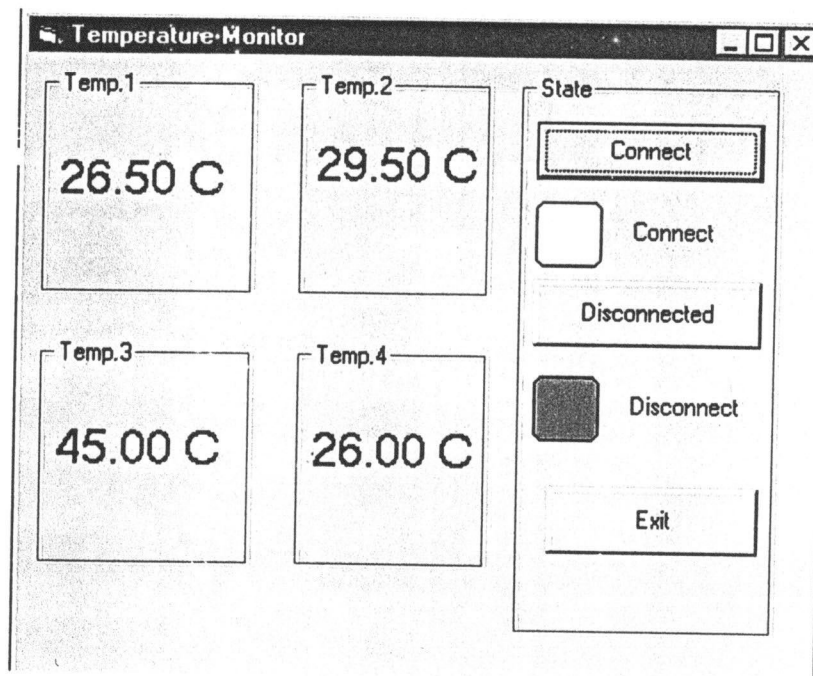 Temperature Monitor
Temp.1
26.50 C
Temp.2
29.50 C
Temp.3
45.00 C
Temp.4
26.00 C
State
Connect
Connect
Disconnected
Disconnect
Exit